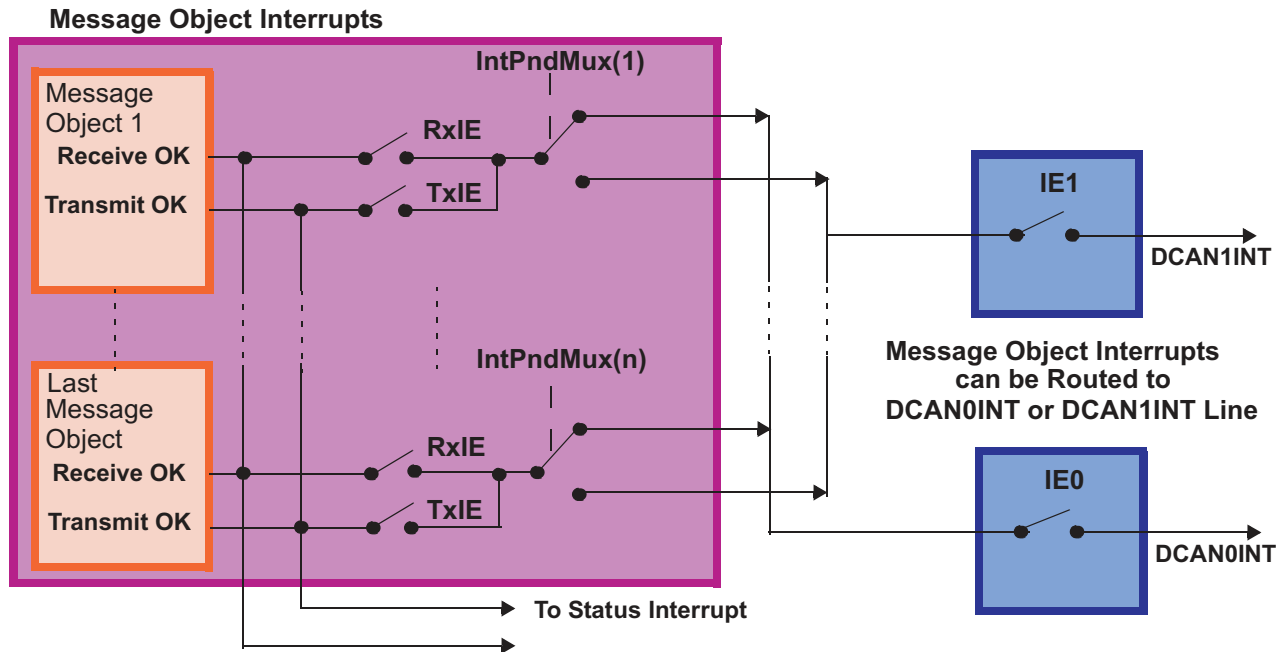 Message Object Interrupts
IntPndMux(1)
Message
Object 1
Receive OK
RxIE
Transmit OK
TxIE
IE1
DCAN1INT
IntPndMux(n)
Message Object Interrupts
can be Routed to
DCAN0INT or DCAN1INT Line
Last
Message
Object
Receive OK
RxIE
Transmit OK
TxIE
IE0
DCAN0INT
To Status Interrupt